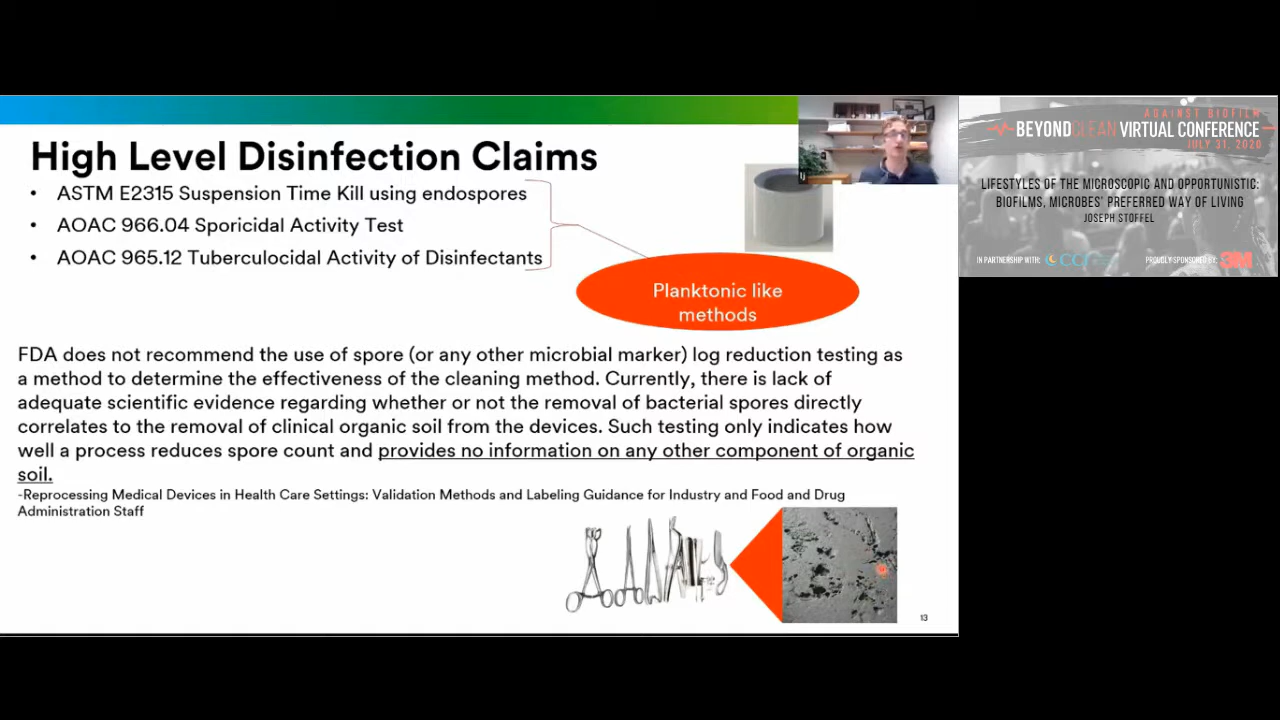 High Level Disinfection Claims
• ASTM E2315 Suspension Time Kill using endospores
• AOAC 966.04 Sporicidal Activity Test
• AOAC 965.12 Tuberculocidal Activity of Disinfectants
Planktonic like
methods
FDA does not recommend the use of spore (or any other microbial marker) log reduction testing as
a method to determine the effectiveness of the cleaning method. Currently, there is lack of
adequate scientific evidence regarding whether or not the removal of bacterial spores directly
correlates to the removal of clinical organic soil from the devices. Such testing only indicates how
well a process reduces spore count and provides no information on any other component of organic
soil.
-Reprocessing Medical Devices in Health Care Settings: Validation Methods and Labeling Guidance for Industry and Food and Drug
Administration Staff
13
AGAINST BIOFILM
BEYONDCLEAN VIRTUAL CONFERENCE
JULY 31, 2020
LIFESTYLES OF THE MICROSCOPIC AND OPPORTUNISTIC:
BIOFILMS, MICROBES' PREFERRED WAY OF LIVING
JOSEPH STOFFEL
IN PARTNERSHIP WITH:
PROUDLY SPONSORED BY: 3M